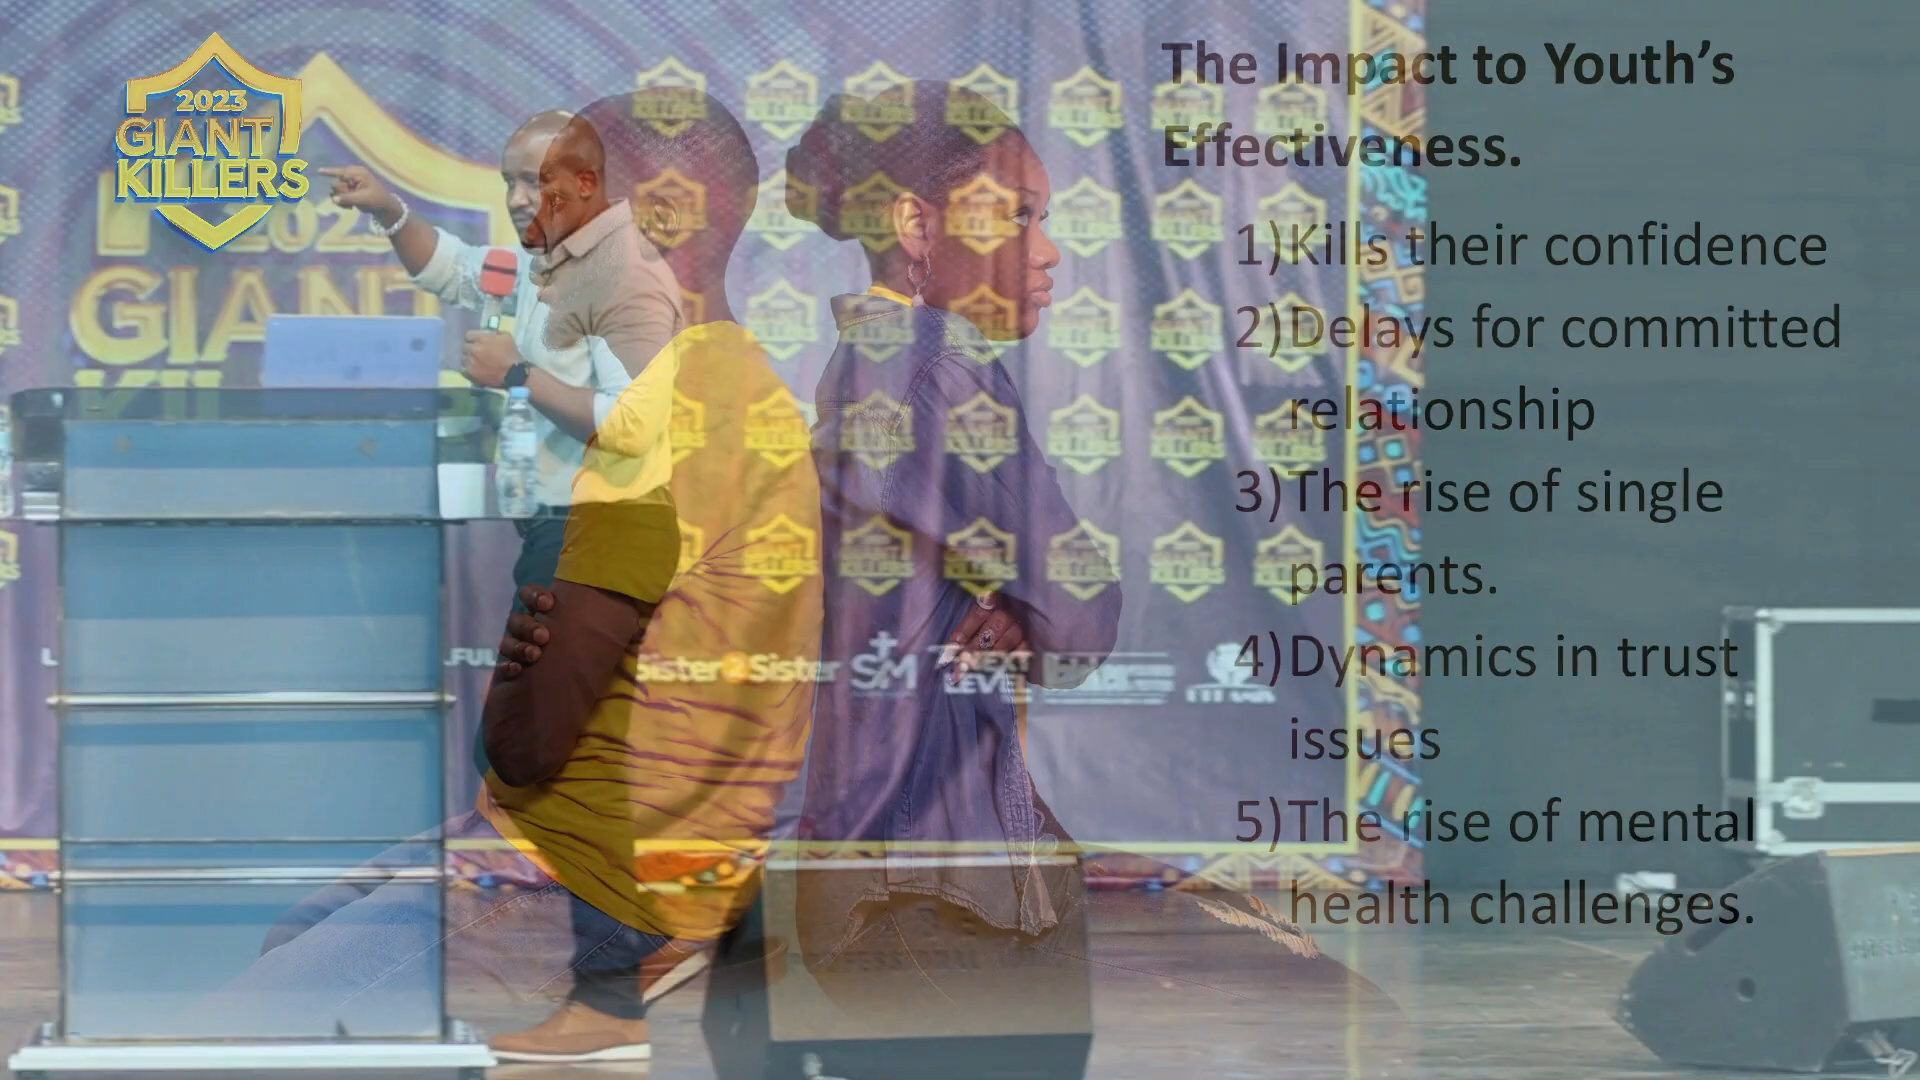 2023
GIANT
KILLERS
2023
GIANT
The Impact to Youth’s
Effectiveness.
1) Kills their confidence
2) Delays for committed
relationship
3) The rise of single
parents.
4) Dynamics in trust
issues
5) The rise of mental
health challenges.
Sister2Sister
SM
NEXT
LEVEL